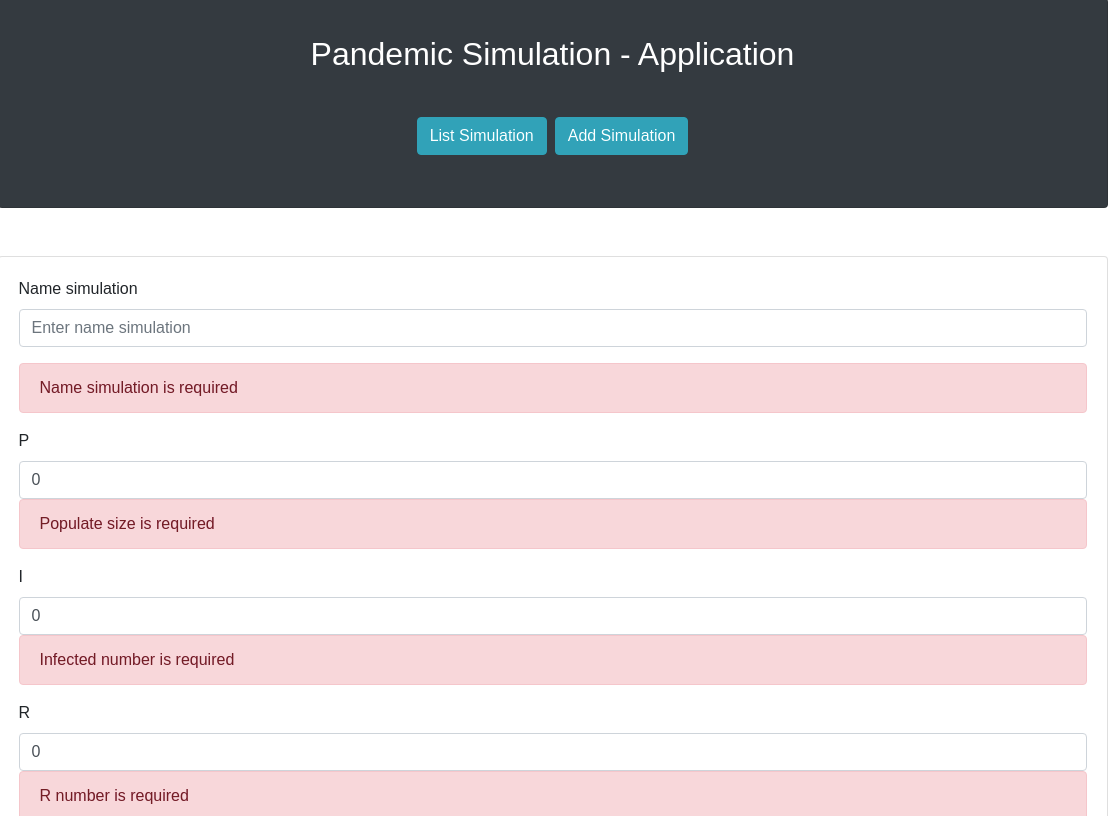 Pandemic Simulation - Application
List Simulation Add Simulation
Name simulation
Enter name simulation
Name simulation is required
P
0
Populate size is required
I
0
Infected number is required
R
0
R number is required